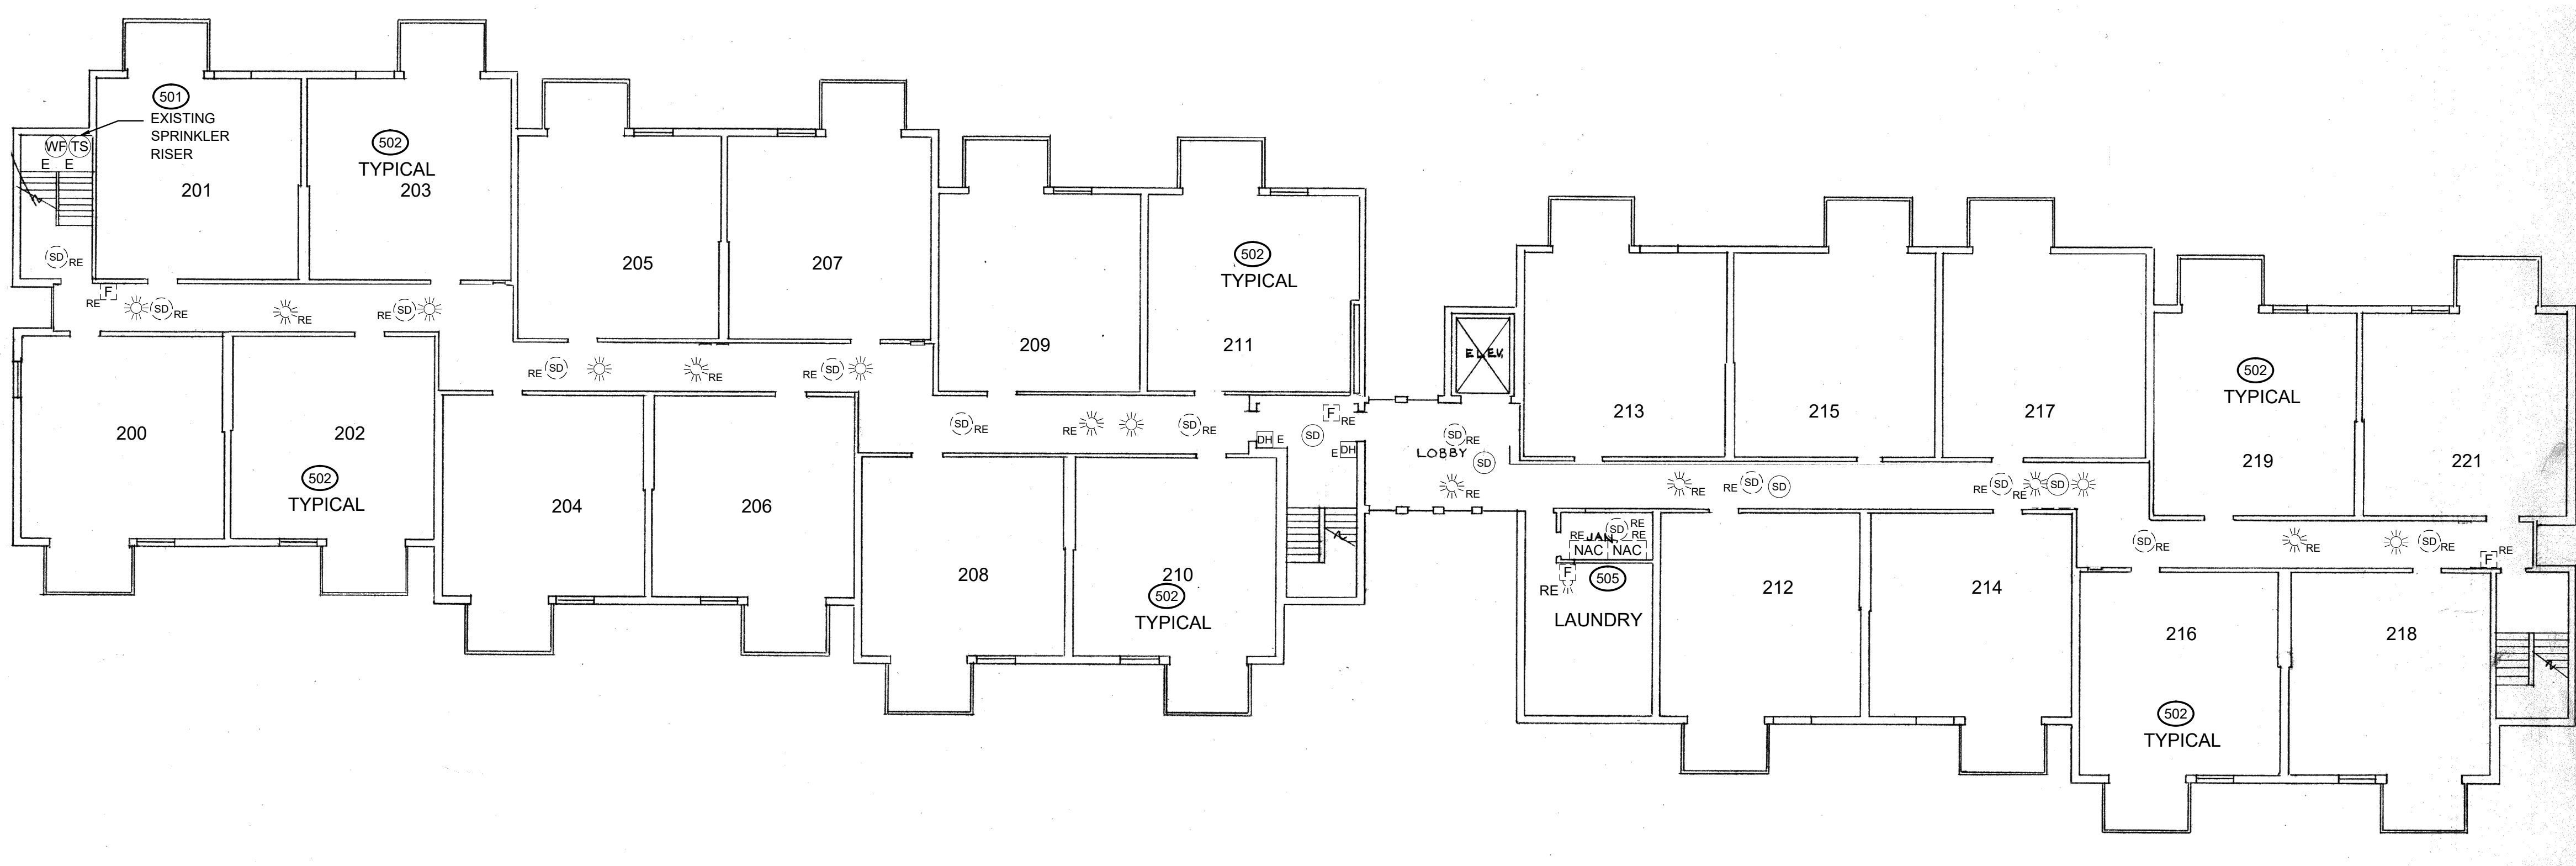 501
EXISTING
SPRINKLER
RISER
WF TS
E E
201
502
TYPICAL
203
205
207
209
502
TYPICAL
211
SD RE
F
RE
SD RE
RE
RE SD
200
202
502
TYPICAL
RE SD
RE
RE SD
204
206
SD RE
RE
SD RE
DH E
SD
F RE
E DH
208
210
502
TYPICAL
ELEV.
SD RE
LOBBY
SD
RE
213
215
217
502
TYPICAL
219
221
RE
RE SD
SD
RE SD
RE
SD
SD RE
RE
SD RE
F
RE
SD RE
RE JAN. RE
NAC NAC
F
RE
505
LAUNDRY
212
214
216
502
TYPICAL
218